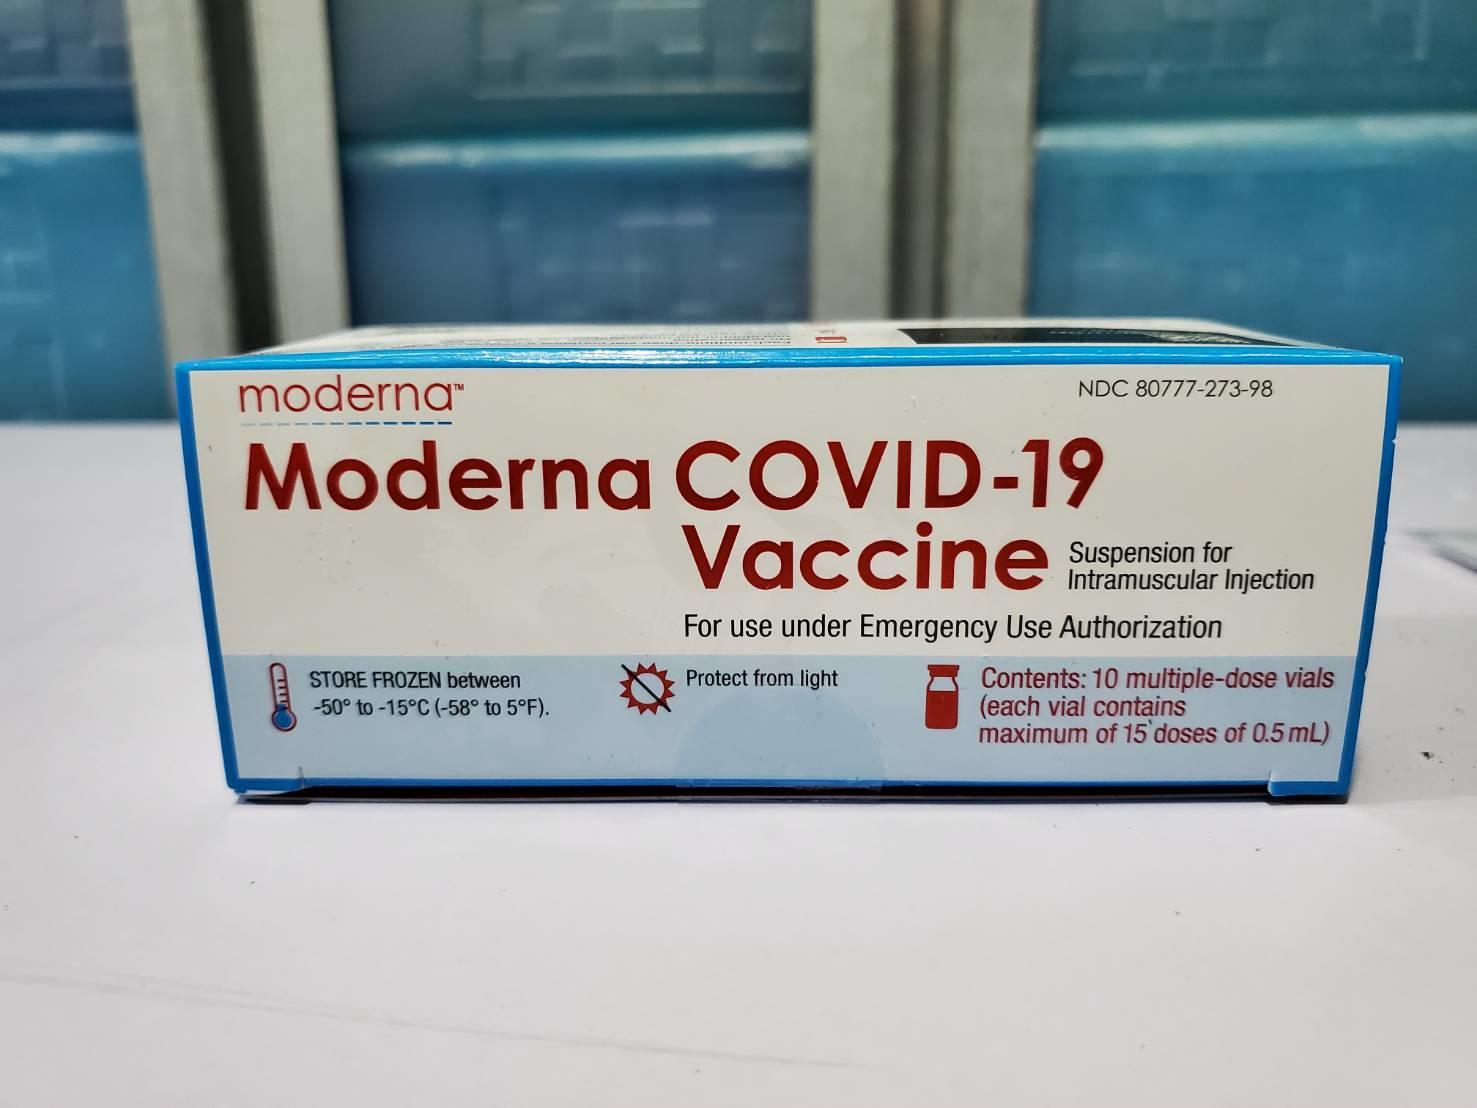 moderna™
NDC 80777-273-98
Moderna COVID-19
Vaccine
Suspension for
Intramuscular Injection
For use under Emergency Use Authorization
STORE FROZEN between
-50° to -15°C (-58° to 5°F).
Protect from light
Contents: 10 multiple-dose vials
(each vial contains
maximum of 15 doses of 0.5 mL)